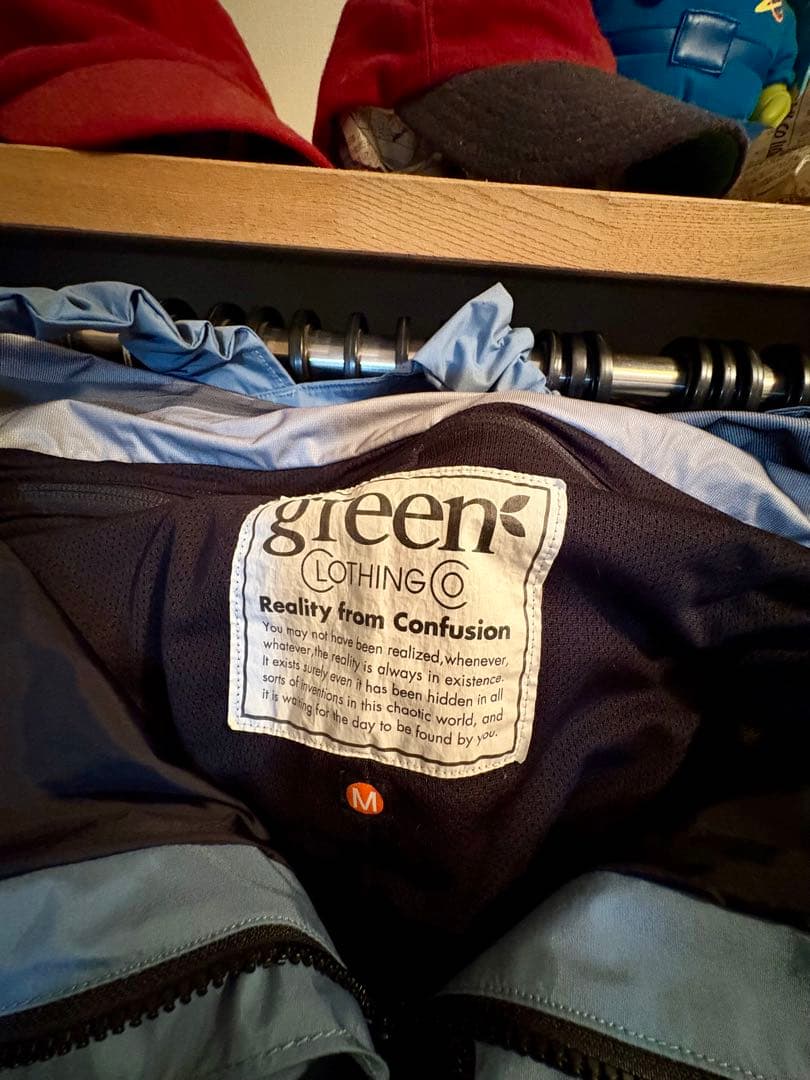 green
CLOTHING CO
Reality from Confusion
You may not have been realized, whenever,
whatever, the reality is always in existence.
It exists surely even it has been hidden in all
sorts of inventions in this chaotic world, and
it is waiting for the day to be found by you.
M